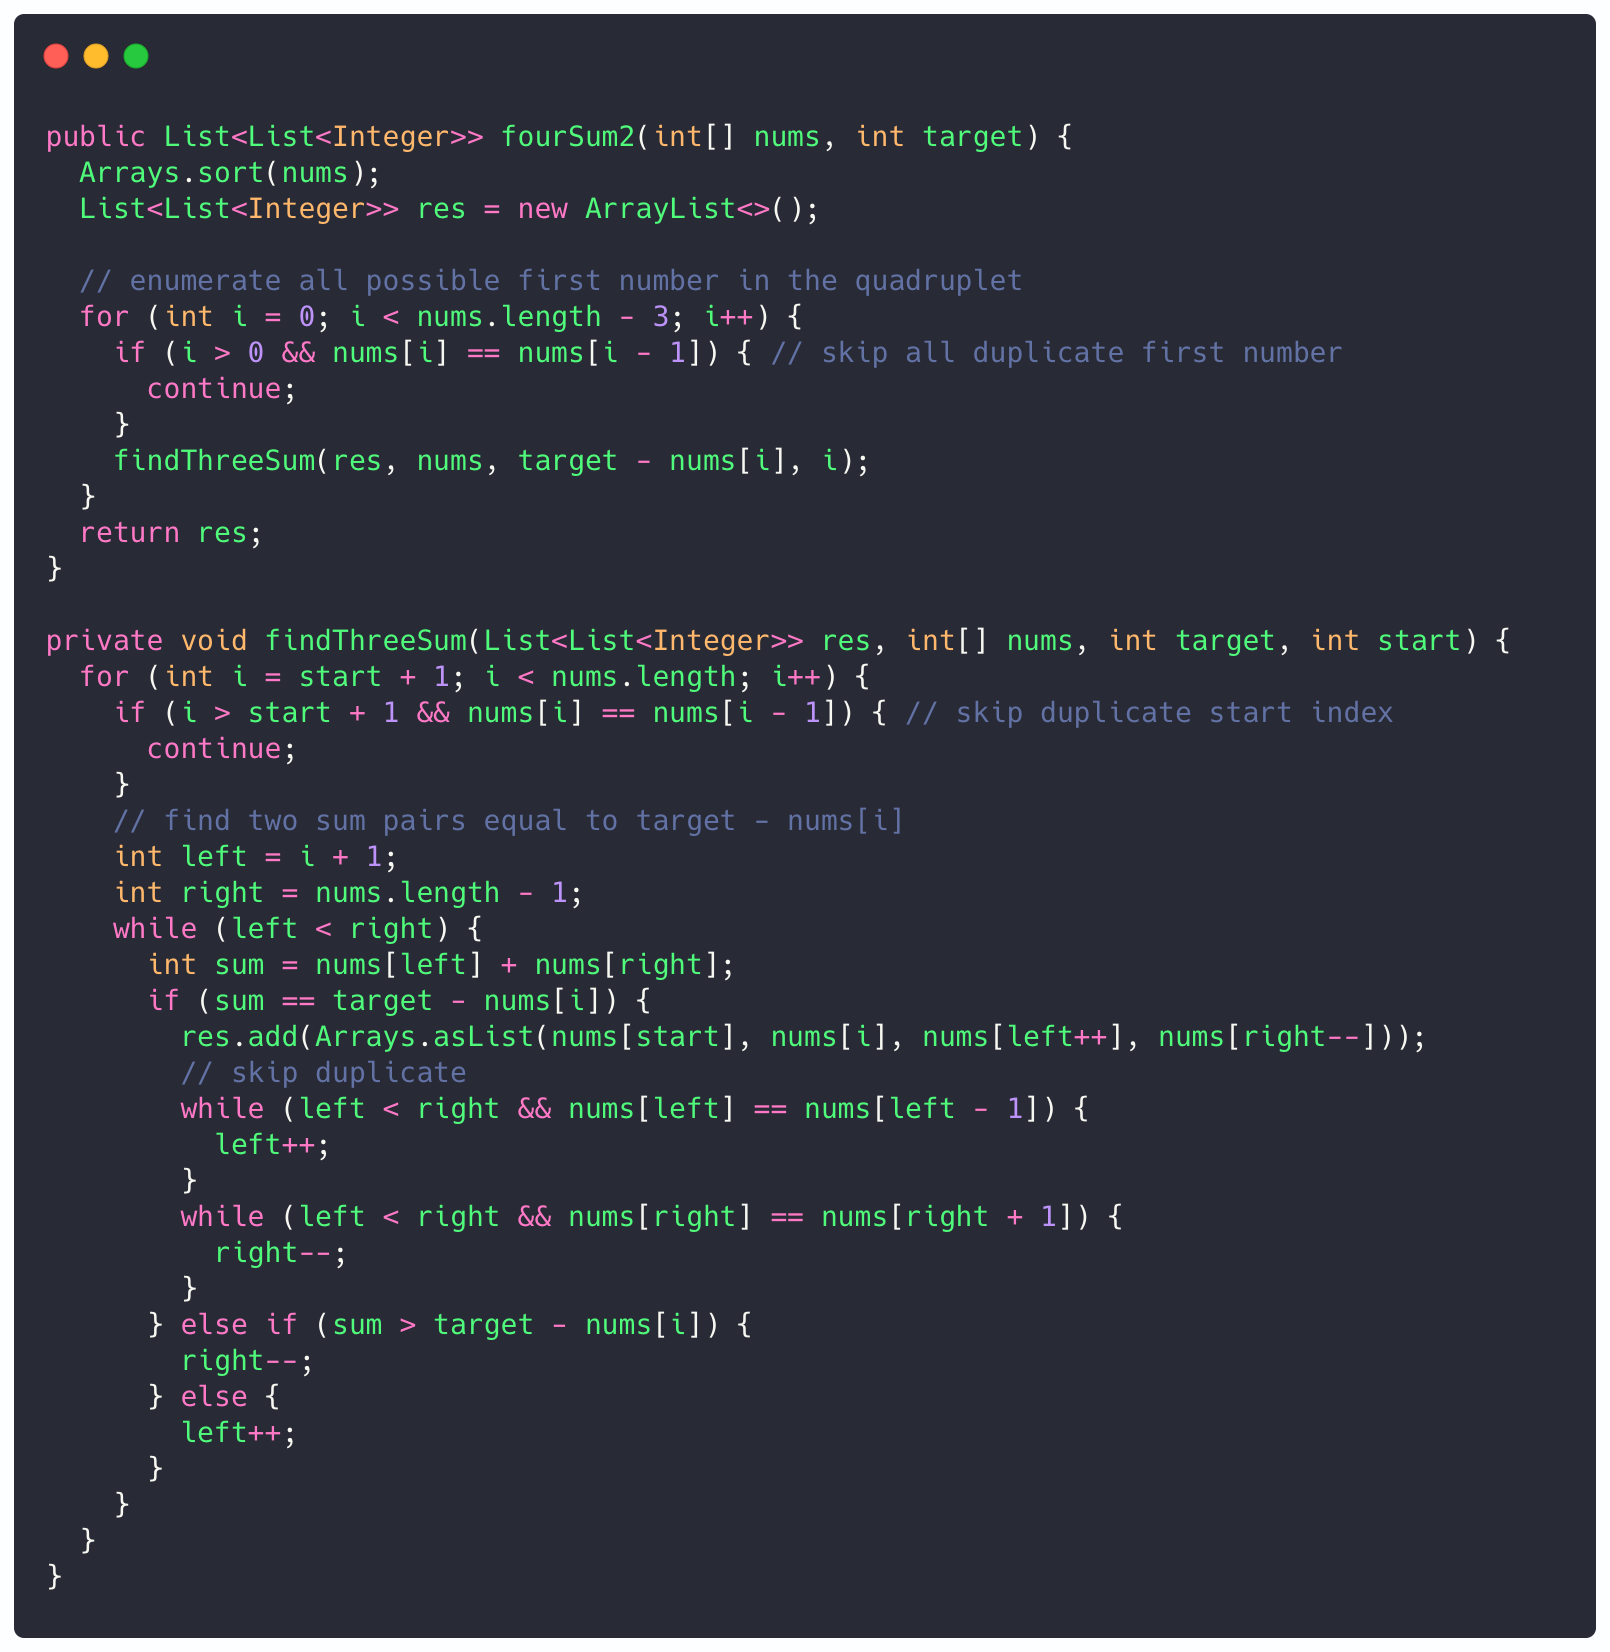 public List<List<Integer>> fourSum2(int[] nums, int target) {
  Arrays.sort(nums);
  List<List<Integer>> res = new ArrayList<>();

  // enumerate all possible first number in the quadruplet
  for (int i = 0; i < nums.length - 3; i++) {
    if (i > 0 && nums[i] == nums[i - 1]) { // skip all duplicate first number
      continue;
    }
    findThreeSum(res, nums, target - nums[i], i);
  }
  return res;
}

private void findThreeSum(List<List<Integer>> res, int[] nums, int target, int start) {
  for (int i = start + 1; i < nums.length; i++) {
    if (i > start + 1 && nums[i] == nums[i - 1]) { // skip duplicate start index
      continue;
    }
    // find two sum pairs equal to target - nums[i]
    int left = i + 1;
    int right = nums.length - 1;
    while (left < right) {
      int sum = nums[left] + nums[right];
      if (sum == target - nums[i]) {
        res.add(Arrays.asList(nums[start], nums[i], nums[left++], nums[right--]));
        // skip duplicate
        while (left < right && nums[left] == nums[left - 1]) {
          left++;
        }
        while (left < right && nums[right] == nums[right + 1]) {
          right--;
        }
      } else if (sum > target - nums[i]) {
        right--;
      } else {
        left++;
      }
    }
  }
}